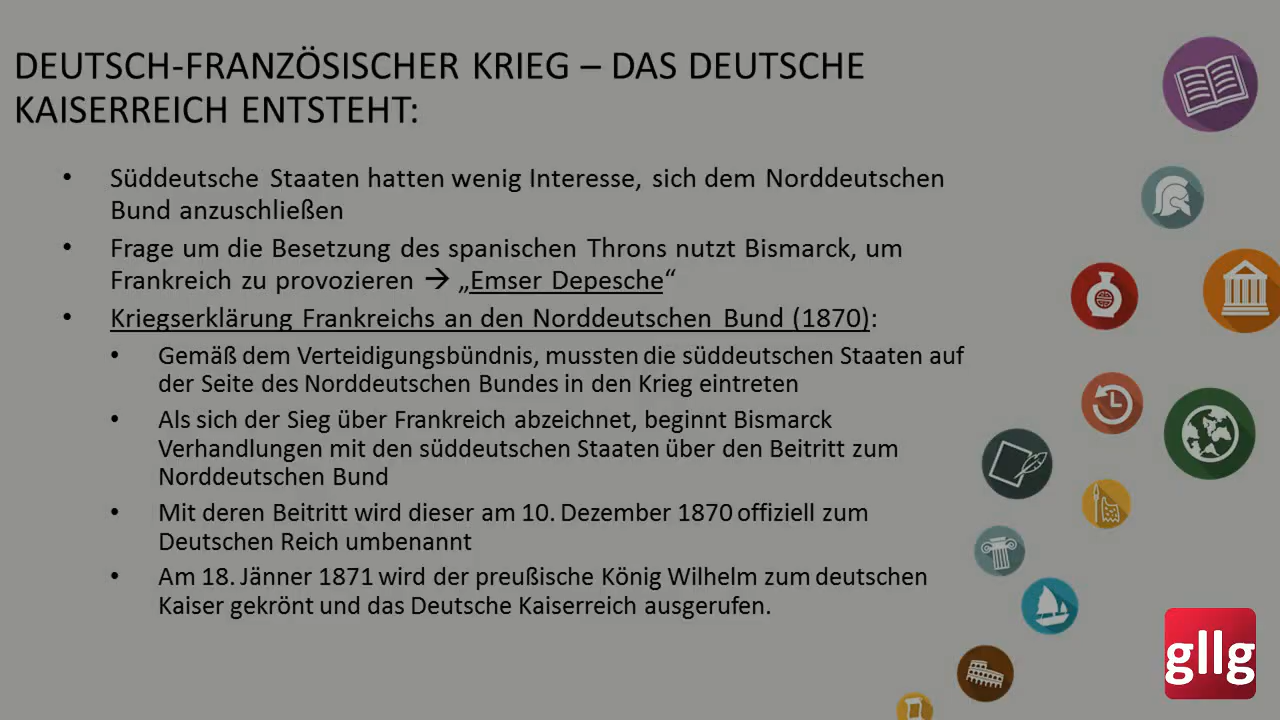 DEUTSCH-FRANZÖSISCHER KRIEG – DAS DEUTSCHE
KAISERREICH ENTSTEHT:
• Süddeutsche Staaten hatten wenig Interesse, sich dem Norddeutschen
Bund anzuschließen
• Frage um die Besetzung des spanischen Throns nutzt Bismarck, um
Frankreich zu provozieren → „Emser Depesche“
• Kriegserklärung Frankreichs an den Norddeutschen Bund (1870):
• Gemäß dem Verteidigungsbündnis, mussten die süddeutschen Staaten auf
der Seite des Norddeutschen Bundes in den Krieg eintreten
• Als sich der Sieg über Frankreich abzeichnet, beginnt Bismarck
Verhandlungen mit den süddeutschen Staaten über den Beitritt zum
Norddeutschen Bund
• Mit deren Beitritt wird dieser am 10. Dezember 1870 offiziell zum
Deutschen Reich umbenannt
• Am 18. Jänner 1871 wird der preußische König Wilhelm zum deutschen
Kaiser gekrönt und das Deutsche Kaiserreich ausgerufen.
gllg